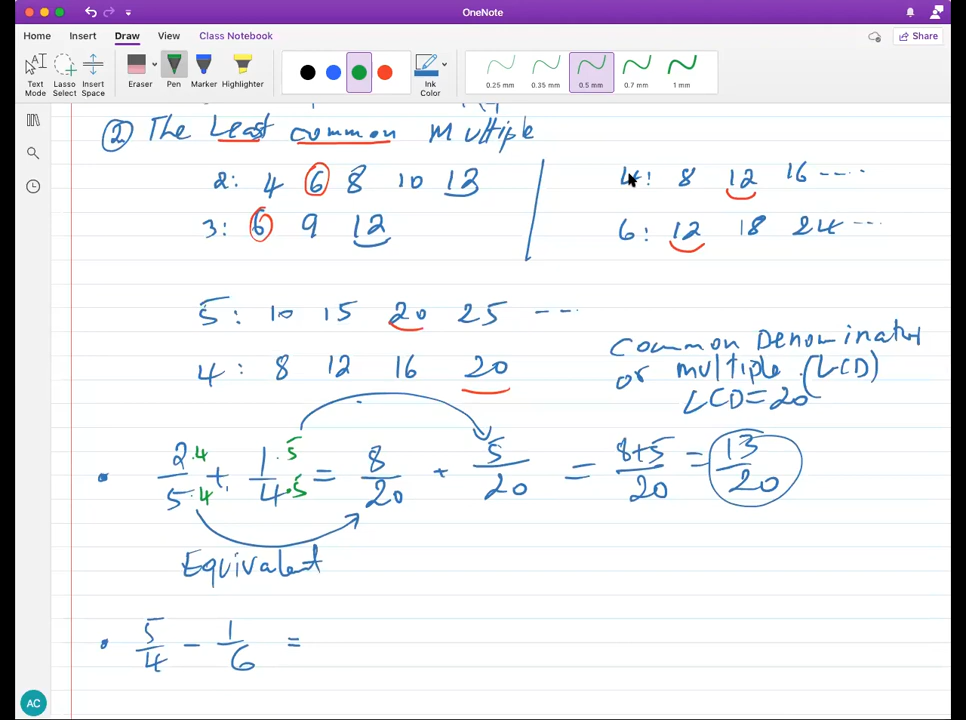 OneNote
Home Insert Draw View Class Notebook
Share
Text Mode
Lasso Select
Insert Space
Eraser
Pen
Marker
Highlighter
Ink Color
0.25 mm
0.35 mm
0.5 mm
0.7 mm
1 mm
② The Least common Multiple
2: 4 6 8 10 12
3: 6 9 12
4: 8 12 16 ----
6: 12 18 24 ---
5: 10 15 20 25 ---
4: 8 12 16 20
Common Denominator
or multiple (LCD)
LCD = 20
• 2·4/5·4 + 1·5/4·5 = 8/20 + 5/20 = 8+5/20 = 13/20
Equivalent
• 5/4 - 1/6 =
AC